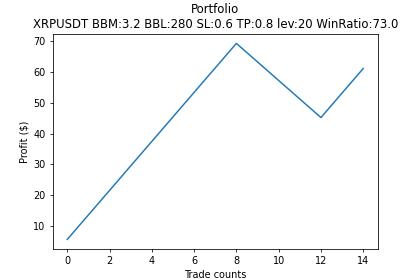 Portfolio
XRPUSDT BBM:3.2 BBL:280 SL:0.6 TP:0.8 lev:20 WinRatio:73.0
70
60
50
40
30
20
10
Profit ($)
0 2 4 6 8 10 12 14
Trade counts